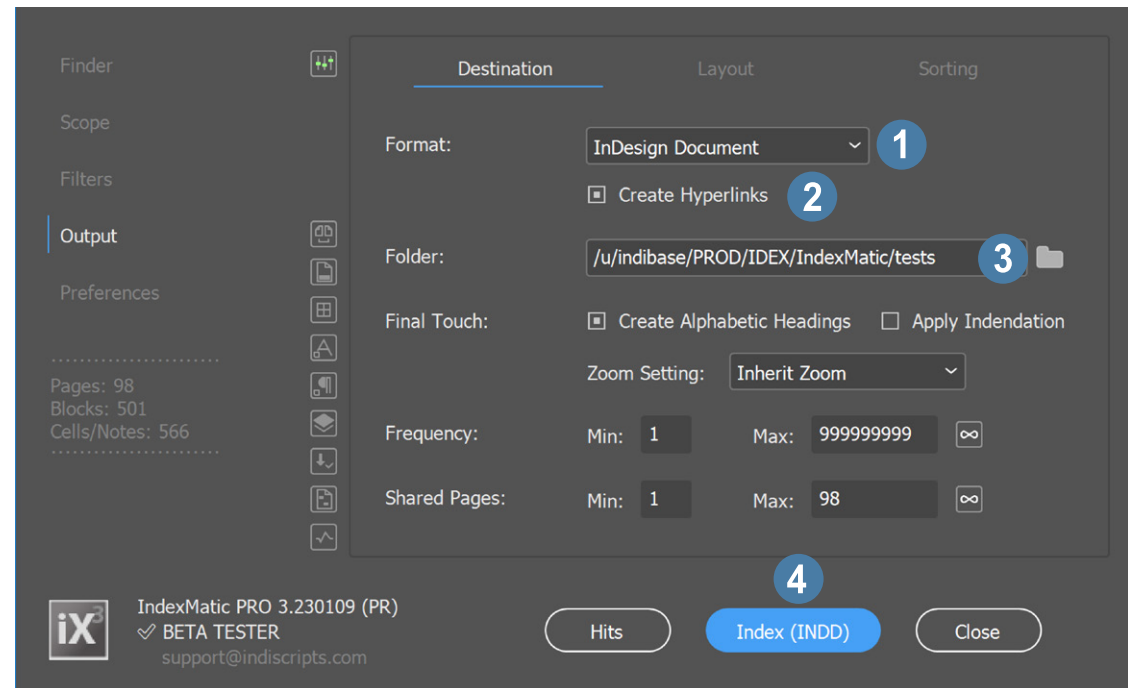 Finder
Scope
Filters
Output
Preferences
Pages: 98
Blocks: 501
Cells/Notes: 566
Destination Layout Sorting
Format: InDesign Document 1
Create Hyperlinks 2
Folder: /u/indibase/PROD/IDEX/IndexMatic/tests 3
Final Touch: Create Alphabetic Headings Apply Indendation
Zoom Setting: Inherit Zoom
Frequency: Min: 1 Max: 999999999 ∞
Shared Pages: Min: 1 Max: 98 ∞
4
iX3
IndexMatic PRO 3.230109 (PR)
BETA TESTER
support@indiscripts.com
Hits Index (INDD) Close